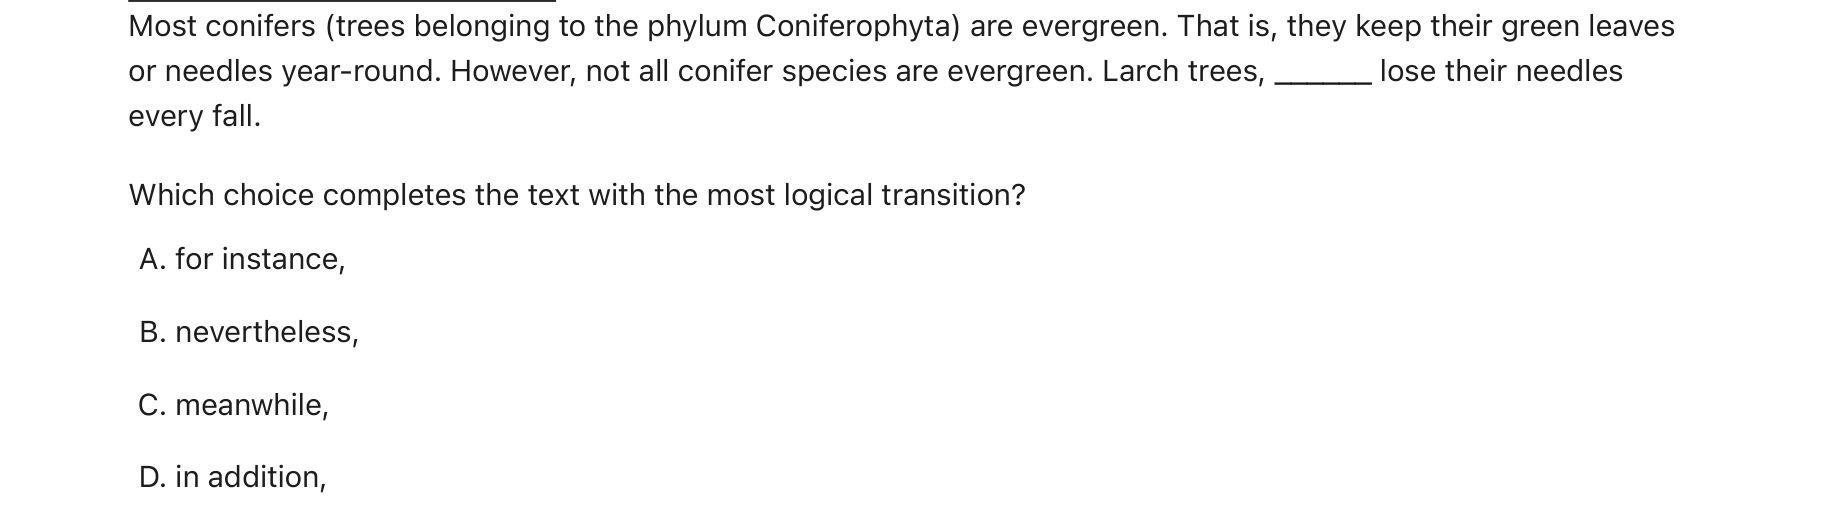 Most conifers (trees belonging to the phylum Coniferophyta) are evergreen. That is, they keep their green leaves
or needles year-round. However, not all conifer species are evergreen. Larch trees, ______ lose their needles
every fall.
Which choice completes the text with the most logical transition?
A. for instance,
B. nevertheless,
C. meanwhile,
D. in addition,